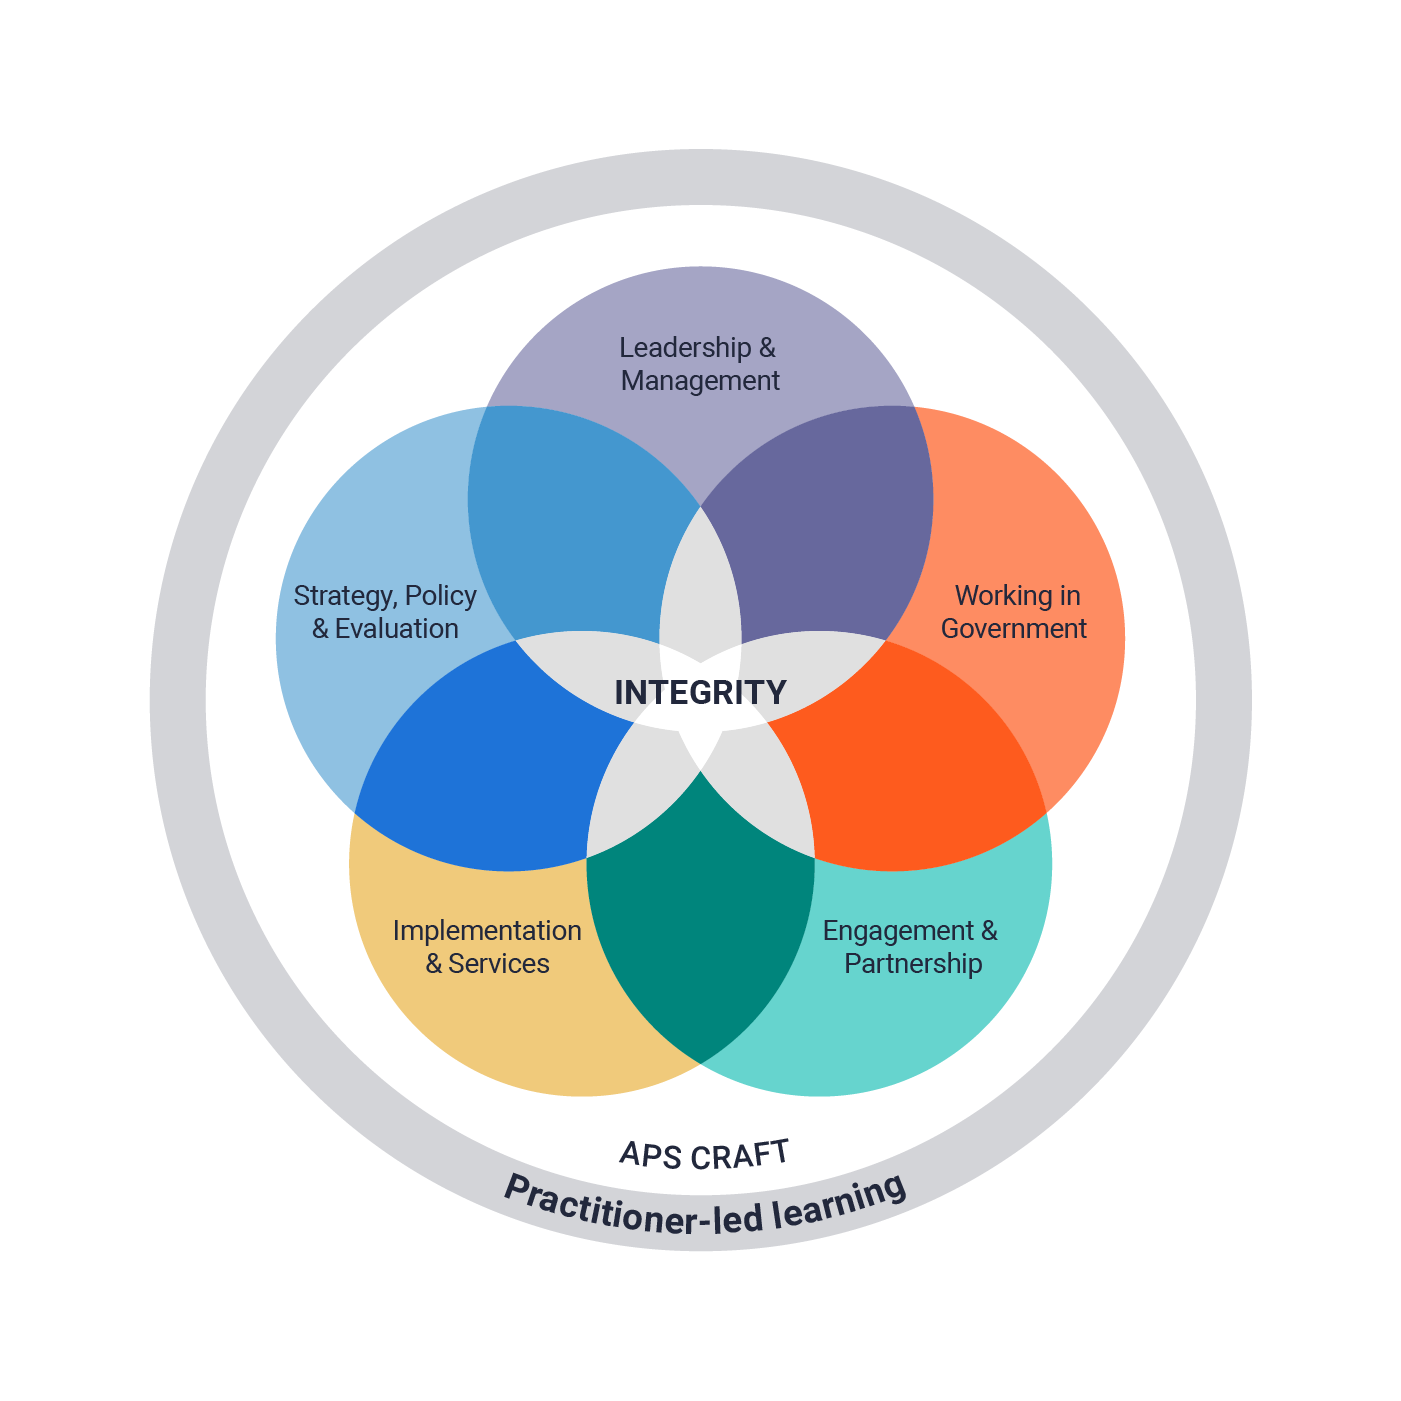 Leadership &
Management
Strategy, Policy
& Evaluation
Working in
Government
INTEGRITY
Implementation
& Services
Engagement &
Partnership
APS CRAFT
Practitioner-led learning